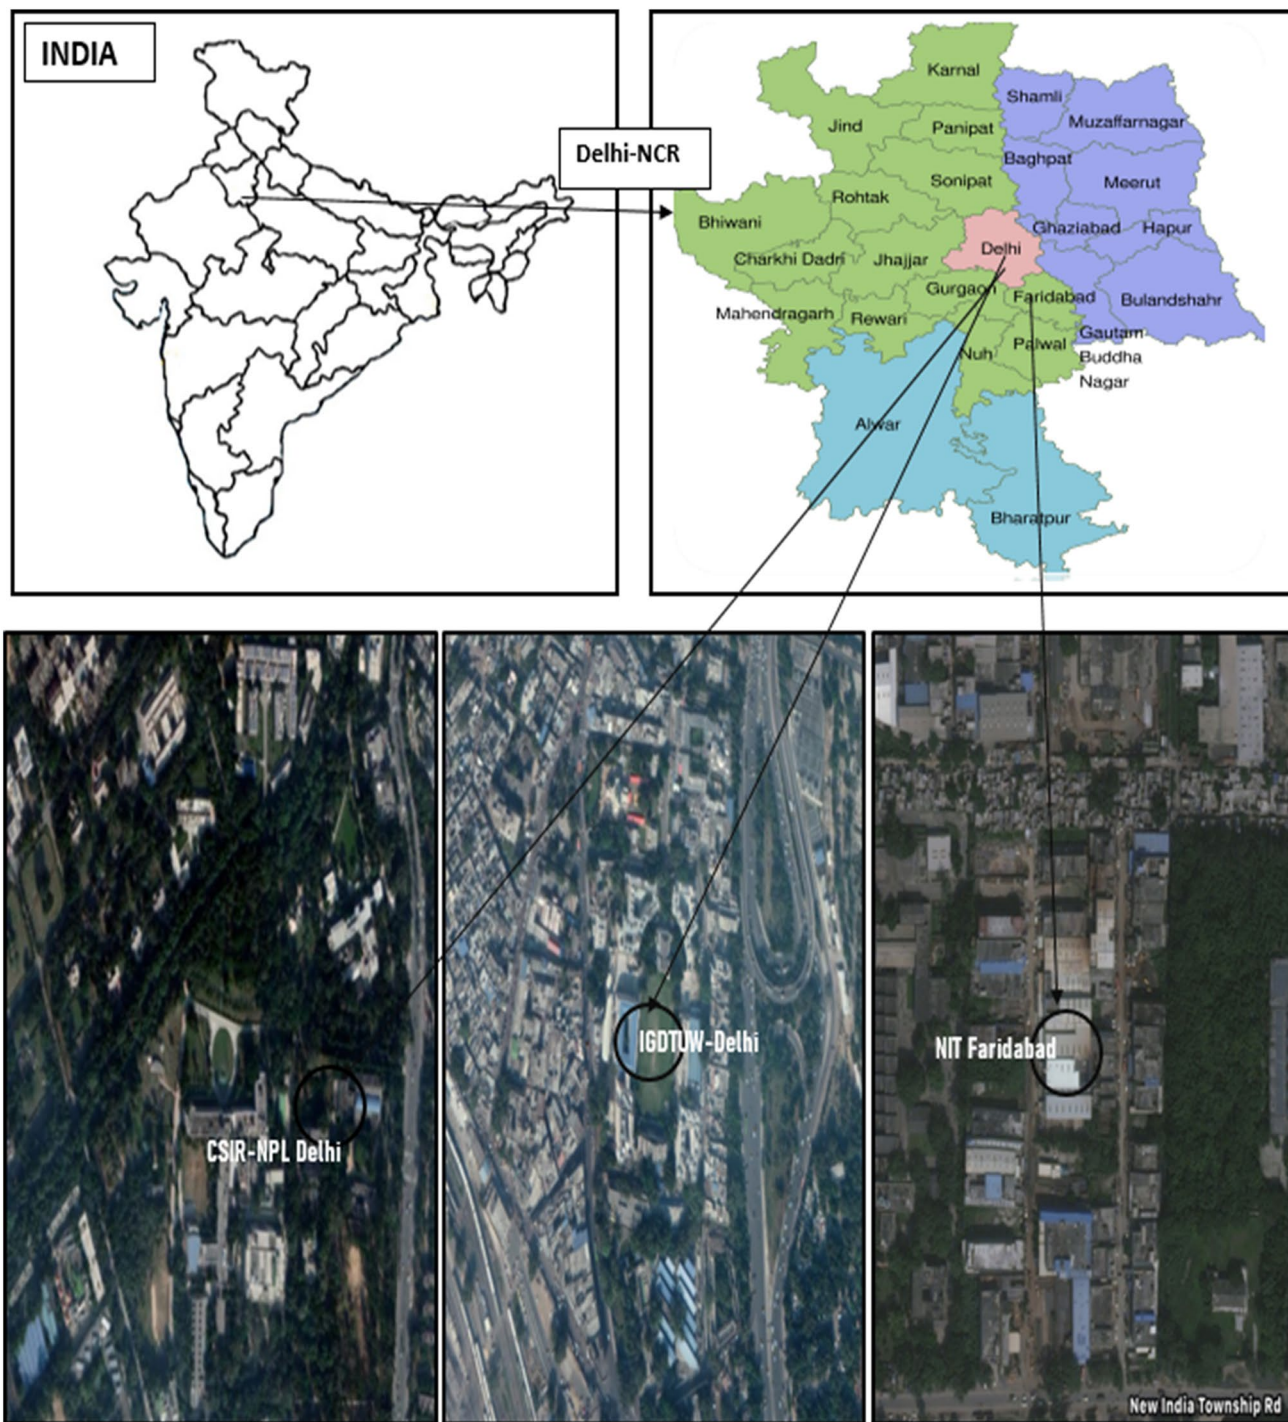 INDIA
Delhi-NCR
Karnal
Shamli
Jind
Panipat
Muzaffarnagar
Baghpat
Sonipat
Meerut
Rohtak
Bhiwani
Ghaziabad
Hapur
Delhi
Charkhi Dadri
Jhajjar
Gurgaon
Faridabad
Bulandshahr
Mahendragarh
Rewari
Gautam
Buddha
Nagar
Palwal
Nuh
Alwar
Bharatpur
CSIR-NPL Delhi
IGDTUW-Delhi
NIT Faridabad
New India Township Rd